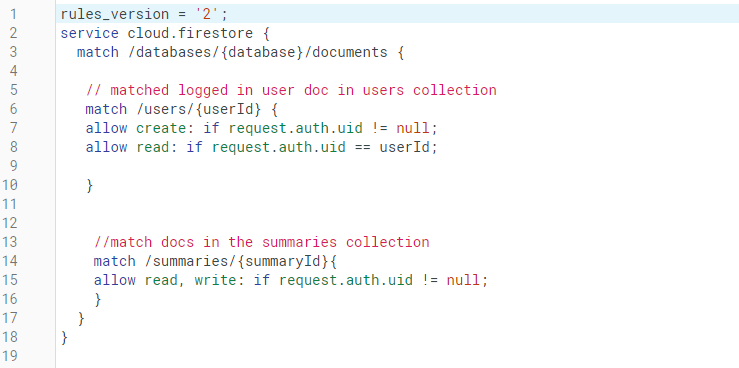 1 rules_version = '2';
2 service cloud.firestore {
3 match /databases/{database}/documents {
4
5 // matched logged in user doc in users collection
6 match /users/{userId} {
7 allow create: if request.auth.uid != null;
8 allow read: if request.auth.uid == userId;
9
10 }
11
12
13 //match docs in the summaries collection
14 match /summaries/{summaryId}{
15 allow read, write: if request.auth.uid != null;
16 }
17 }
18 }
19